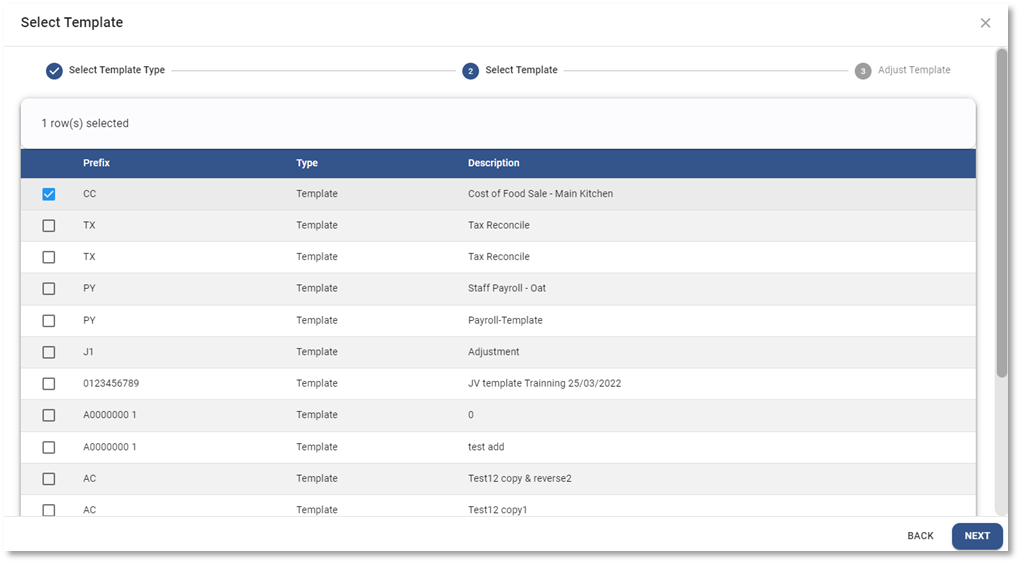 Select Template
Select Template Type 2 Select Template 3 Adjust Template
1 row(s) selected
Prefix Type Description
CC Template Cost of Food Sale - Main Kitchen
TX Template Tax Reconcile
TX Template Tax Reconcile
PY Template Staff Payroll - Oat
PY Template Payroll-Template
J1 Template Adjustment
0123456789 Template JV template Trainning 25/03/2022
A0000000 1 Template 0
A0000000 1 Template test add
AC Template Test12 copy & reverse2
AC Template Test12 copy1
BACK NEXT